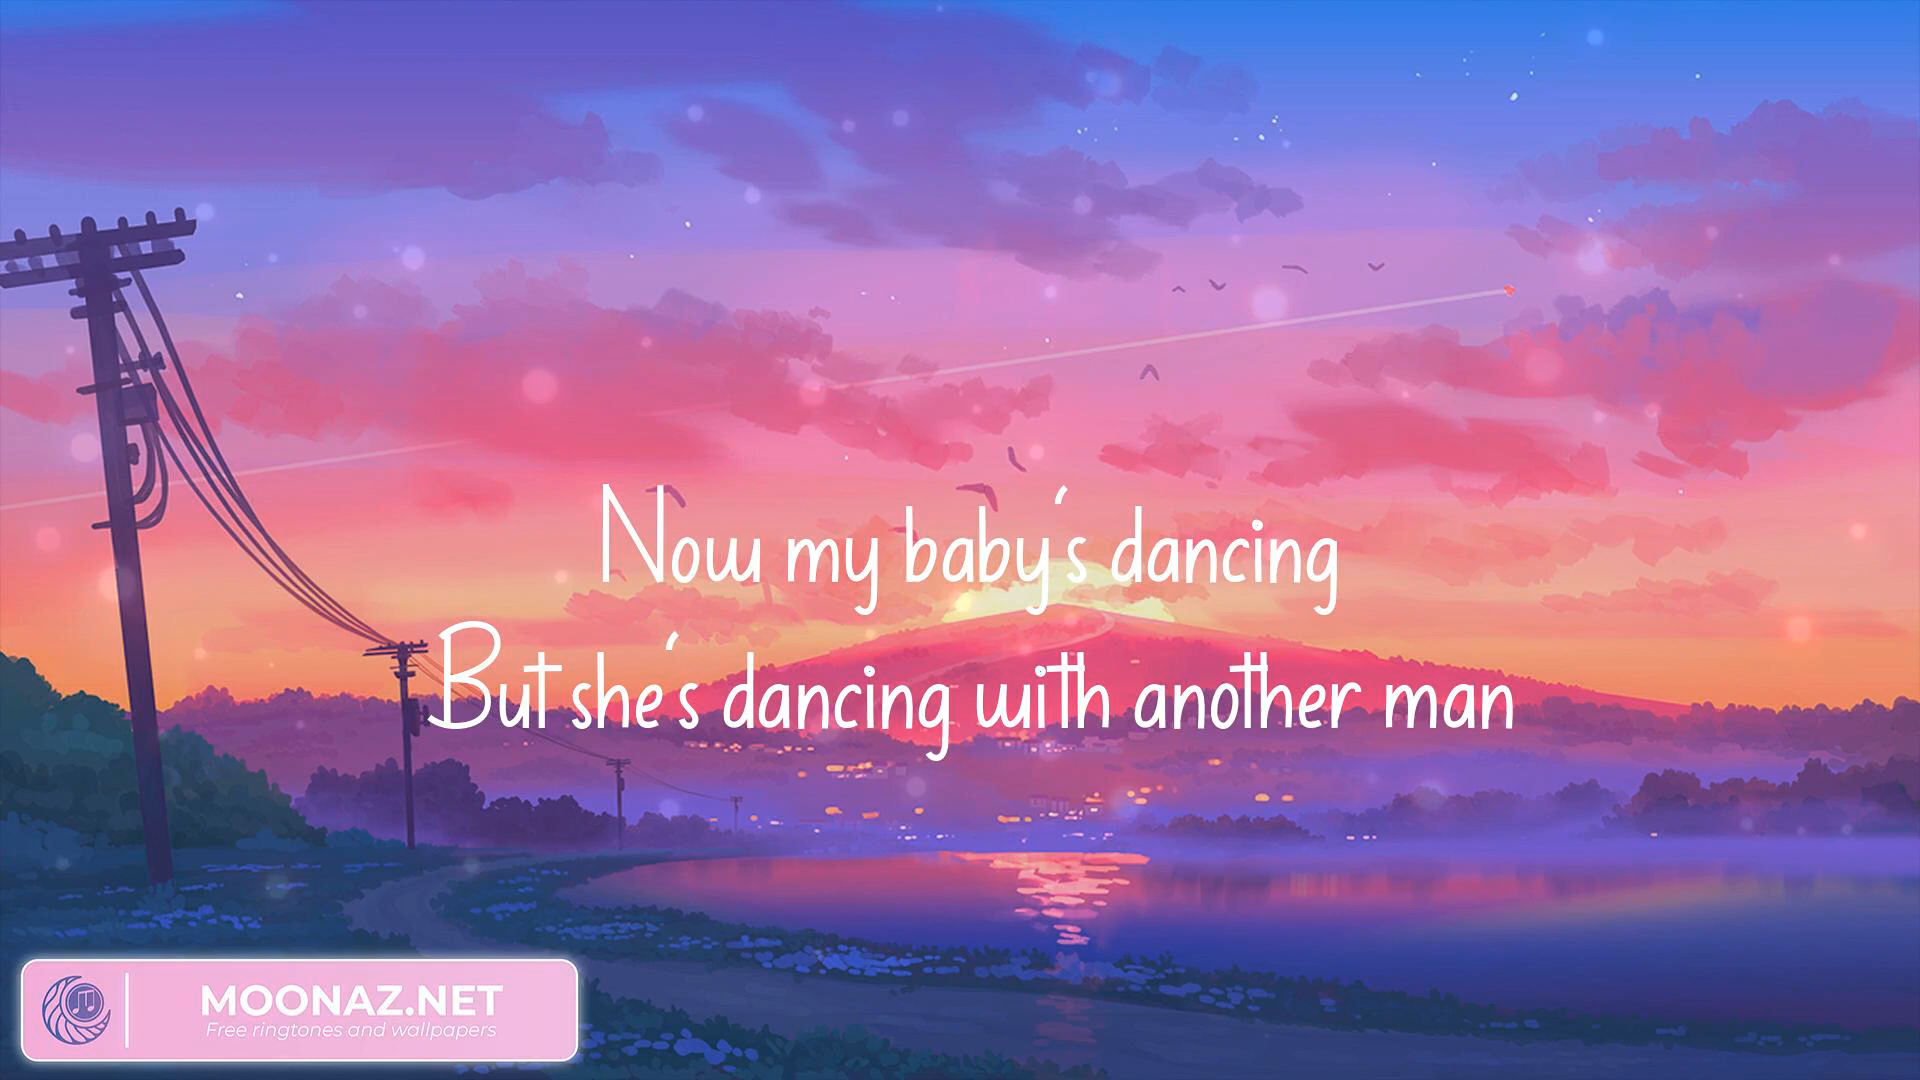 Now my baby's dancing
But she's dancing with another man
MOONAZ.NET
Free ringtones and wallpapers